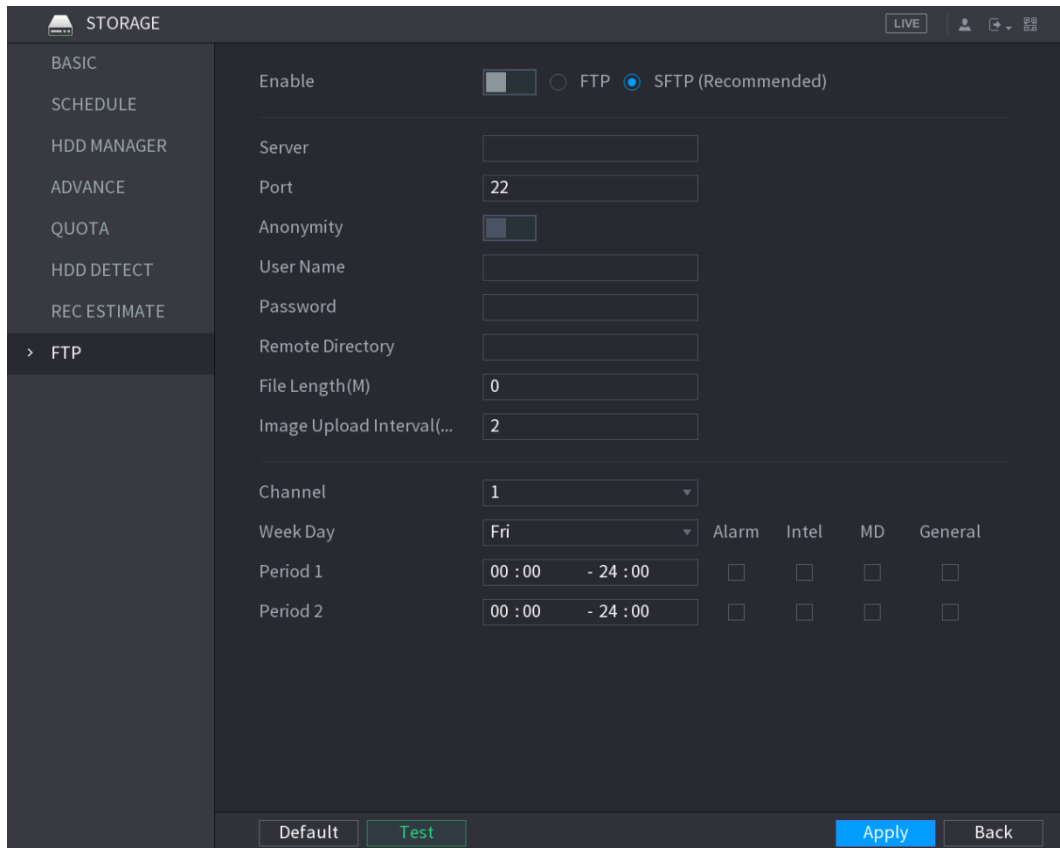 STORAGE LIVE
BASIC
SCHEDULE
HDD MANAGER
ADVANCE
QUOTA
HDD DETECT
REC ESTIMATE
> FTP
Enable FTP SFTP (Recommended)
Server
Port 22
Anonymity
User Name
Password
Remote Directory
File Length(M) 0
Image Upload Interval(... 2
Channel 1
Week Day Fri Alarm Intel MD General
Period 1 00 : 00 - 24 : 00
Period 2 00 : 00 - 24 : 00
Default Test Apply Back